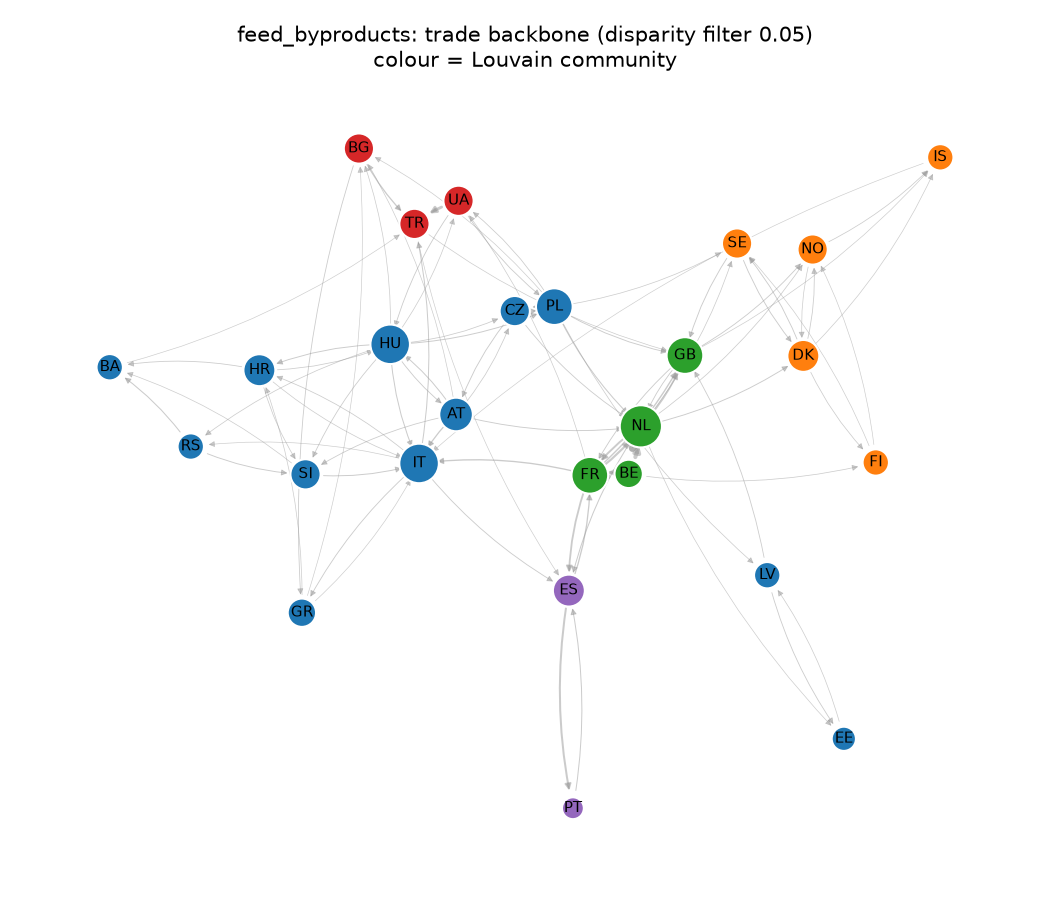 feed_byproducts: trade backbone (disparity filter 0.05)
colour = Louvain community
BG
IS
UA
TR
SE
NO
PL
CZ
HU
GB
DK
BA
HR
AT
NL
RS
IT
FI
SI
FR
BE
LV
ES
GR
EE
PT